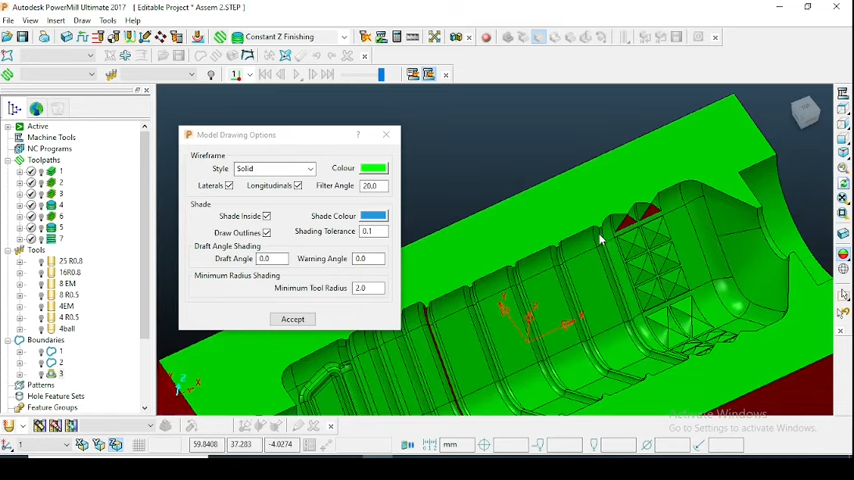 Autodesk PowerMill Ultimate 2017 - [ Editable Project * Assem 2.STEP ]
File View Insert Draw Tools Help
Constant Z Finishing
1
Active
Machine Tools
NC Programs
Toolpaths
1
2
3
4
6
5
7
Tools
25 R0.8
16R0.8
8 EM
8 R0.5
4EM
4 R0.5
4ball
Boundaries
1
2
3
Patterns
Hole Feature Sets
Feature Groups
Model Drawing Options ?
Wireframe
Style Solid Colour
Laterals Longitudinals Filter Angle 20.0
Shade
Shade Inside Shade Colour
Draw Outlines Shading Tolerance 0.1
Draft Angle Shading
Draft Angle 0.0 Warning Angle 0.0
Minimum Radius Shading
Minimum Tool Radius 2.0
Accept
TOP
Z
X
Activate Windows
Go to Settings to activate Windows.
1 59.8408 37.283 -4.0274 mm